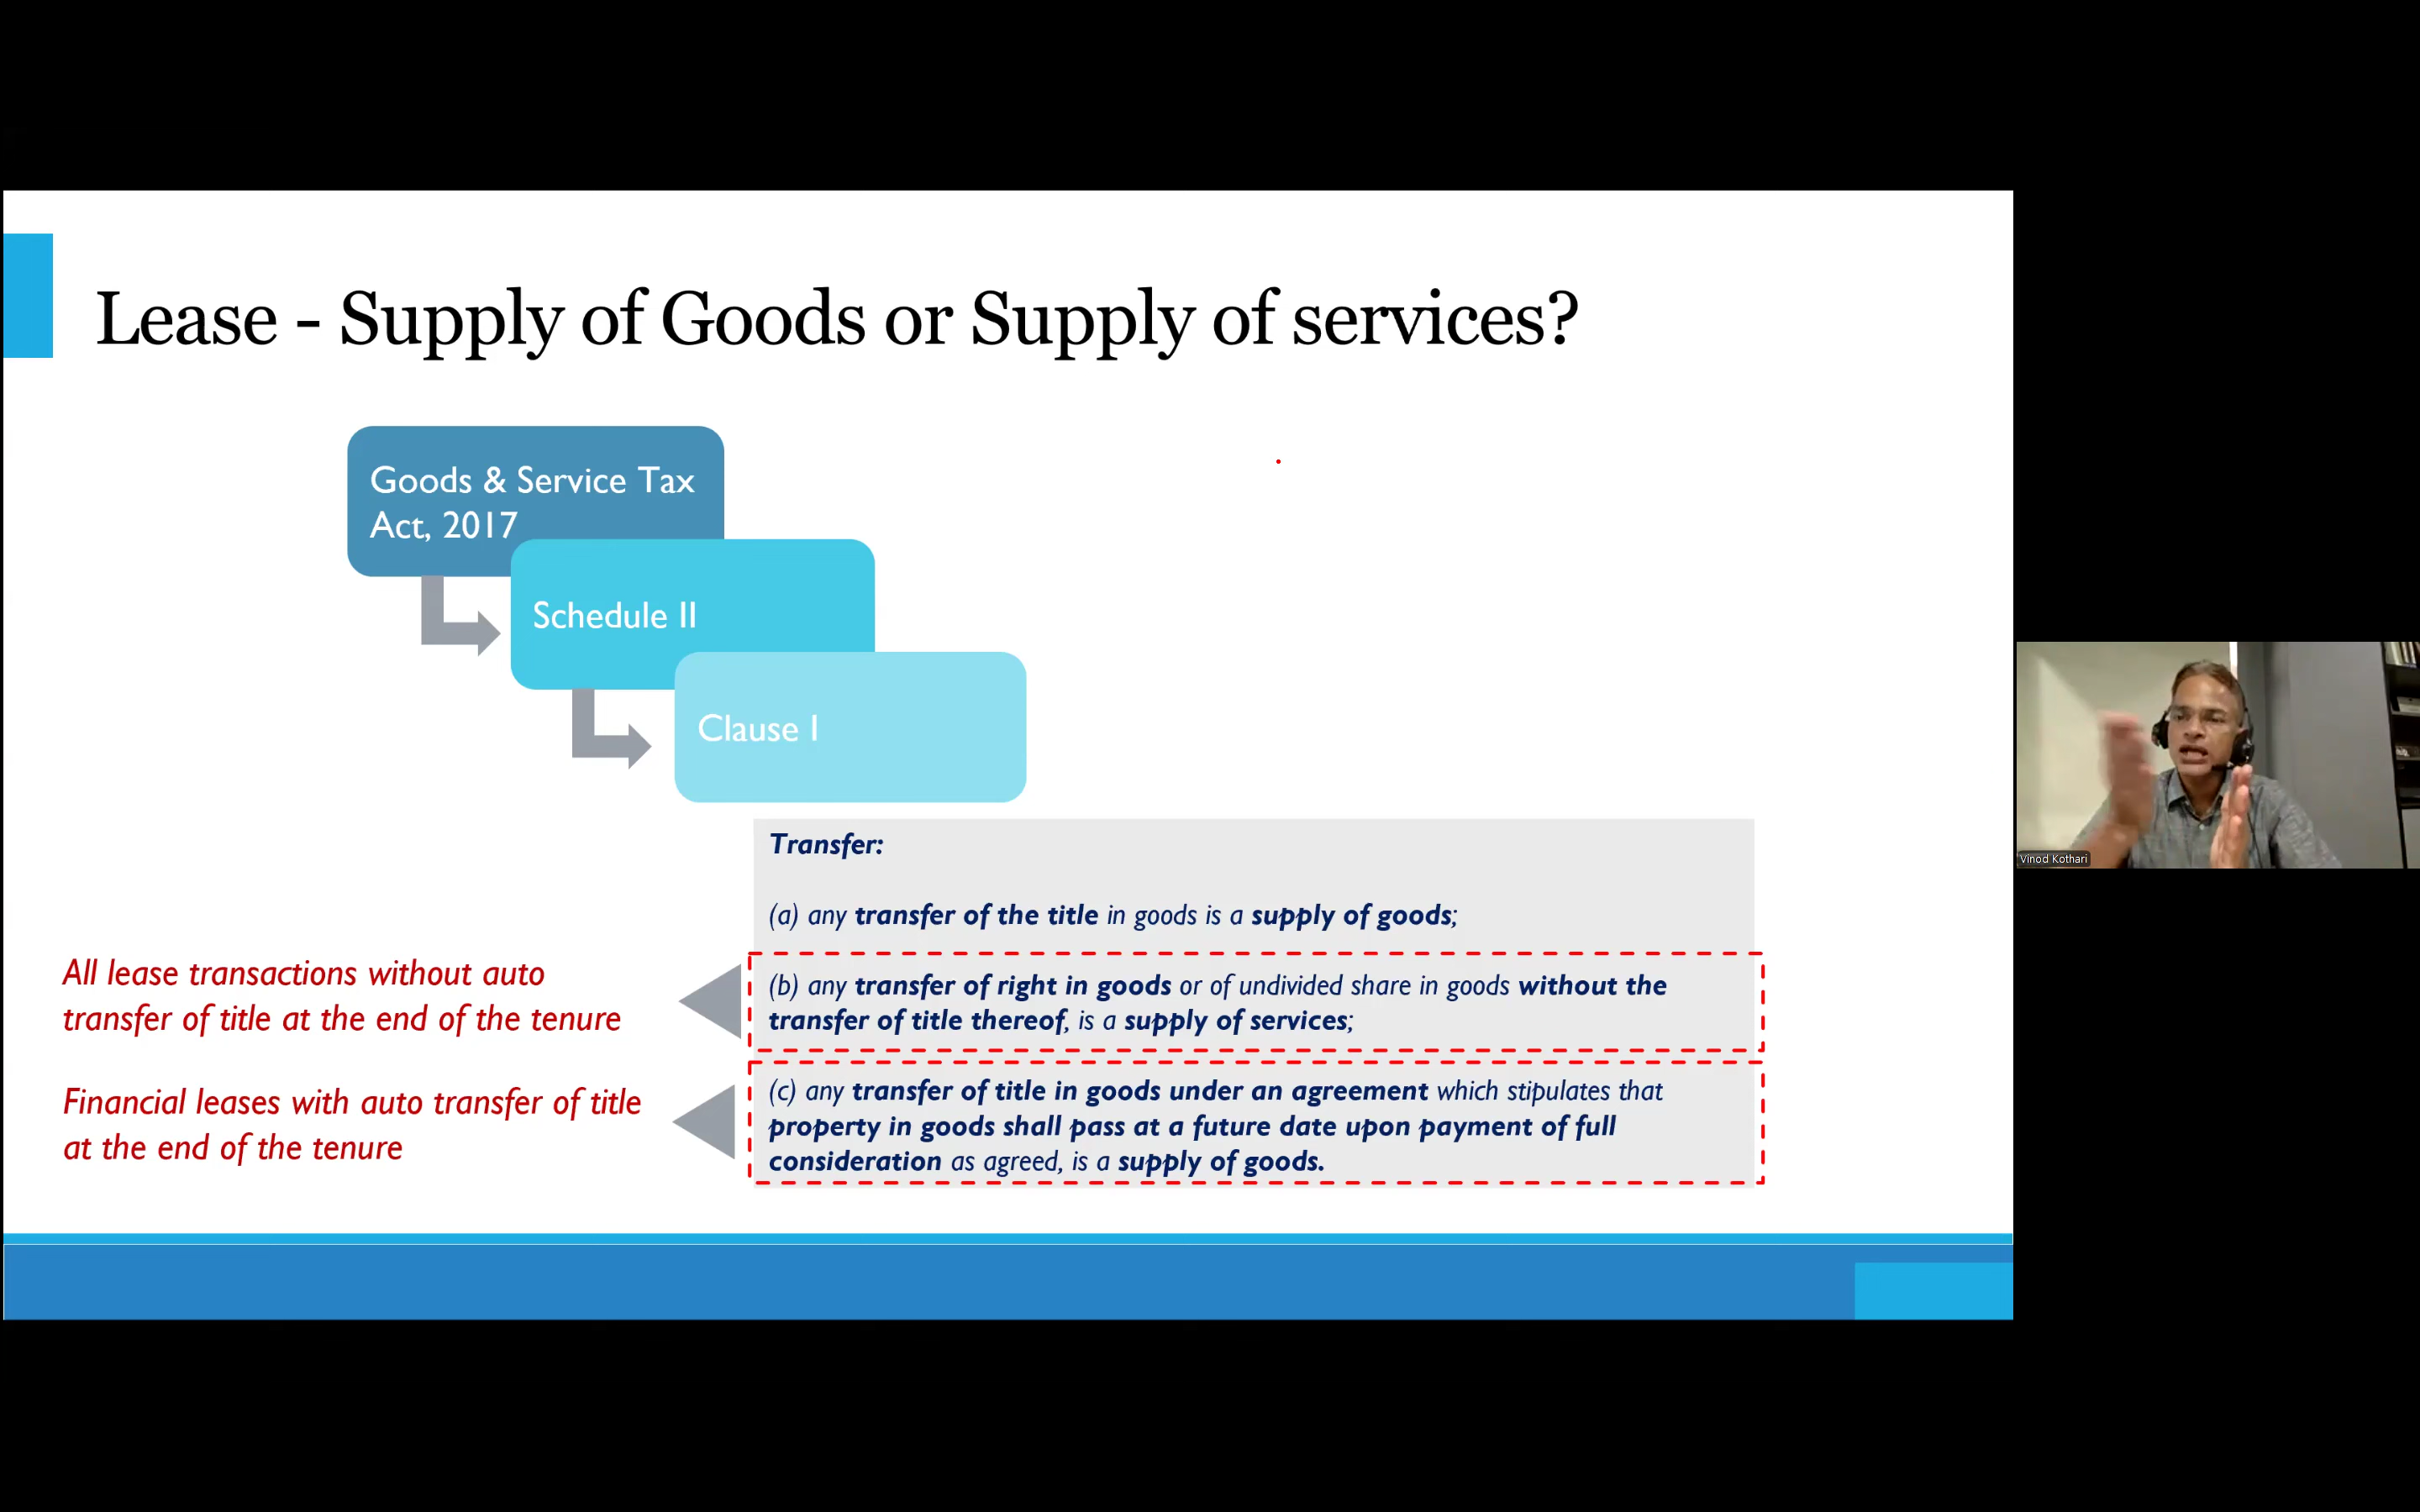 Lease - Supply of Goods or Supply of services?
Goods & Service Tax
Act, 2017
Schedule II
Clause I
Transfer:
(a) any transfer of the title in goods is a supply of goods;
All lease transactions without auto
transfer of title at the end of the tenure
(b) any transfer of right in goods or of undivided share in goods without the
transfer of title thereof, is a supply of services;
Financial leases with auto transfer of title
at the end of the tenure
(c) any transfer of title in goods under an agreement which stipulates that
property in goods shall pass at a future date upon payment of full
consideration as agreed, is a supply of goods.
Vinod Kothari